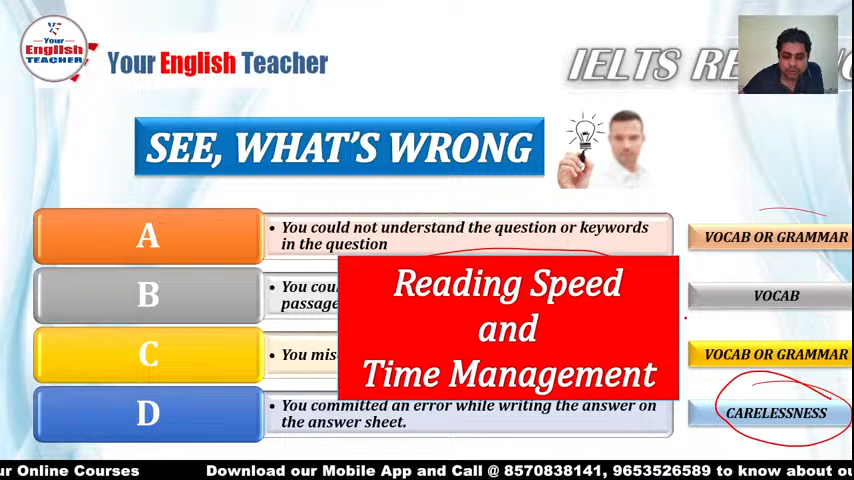 Your
English
TEACHER
Your English Teacher
IELTS RE
SEE, WHAT'S WRONG
A
• You could not understand the question or keywords
in the question
VOCAB OR GRAMMAR
B
• You cou
passage
VOCAB
C
• You mis
VOCAB OR GRAMMAR
Reading Speed
and
Time Management
D
• You committed an error while writing the answer on
the answer sheet.
CARELESSNESS
ur Online Courses Download our Mobile App and Call @ 8570838141, 9653526589 to know about ou